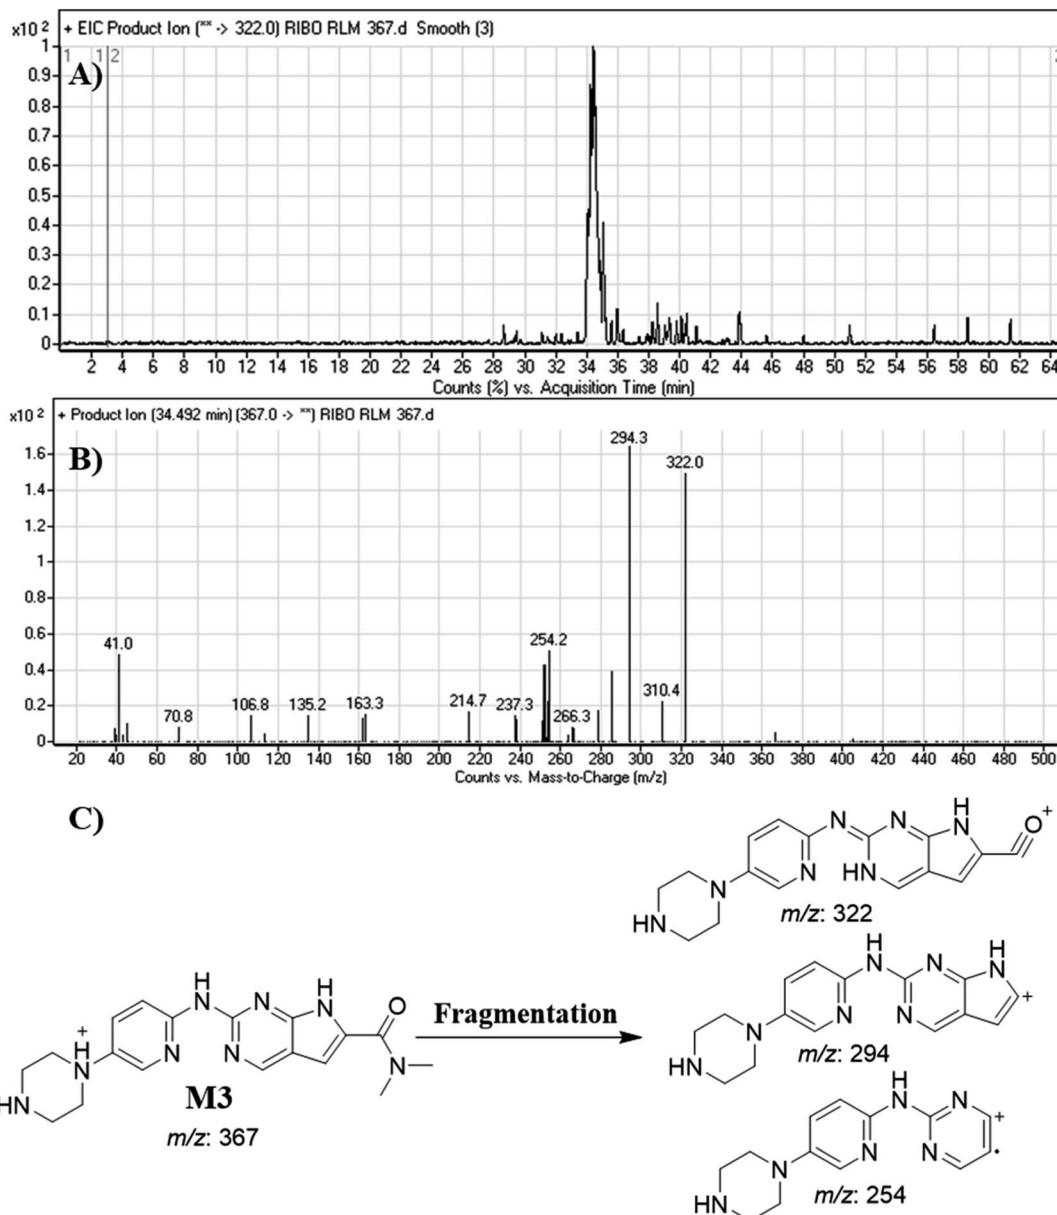 x10 2 + EIC Product Ion (** -> 322.0) RIBO RLM 367.d Smooth (3)
A)
1 1 2 2
1
0.9
0.8
0.7
0.6
0.5
0.4
0.3
0.2
0.1
0
2 4 6 8 10 12 14 16 18 20 22 24 26 28 30 32 34 36 38 40 42 44 46 48 50 52 54 56 58 60 62 64
Counts (%) vs. Acquisition Time (min)
x10 2 + Product Ion (34.492 min) (367.0 -> **) RIBO RLM 367.d
B)
1.6
1.4
1.2
1
0.8
0.6
0.4
0.2
0
294.3
322.0
41.0
254.2
310.4
70.8
106.8
135.2
163.3
214.7
237.3
266.3
20 40 60 80 100 120 140 160 180 200 220 240 260 280 300 320 340 360 380 400 420 440 460 480 500
Counts vs. Mass-to-Charge (m/z)
C)
H
N N N O +
N HN
N
HN
m/z: 322
H H
N N N +
N N
N
HN
m/z: 294
H H
N N N O
+
H
N N N N
HN
M3
m/z: 367
Fragmentation
H
N N +
N N
N
HN
m/z: 254